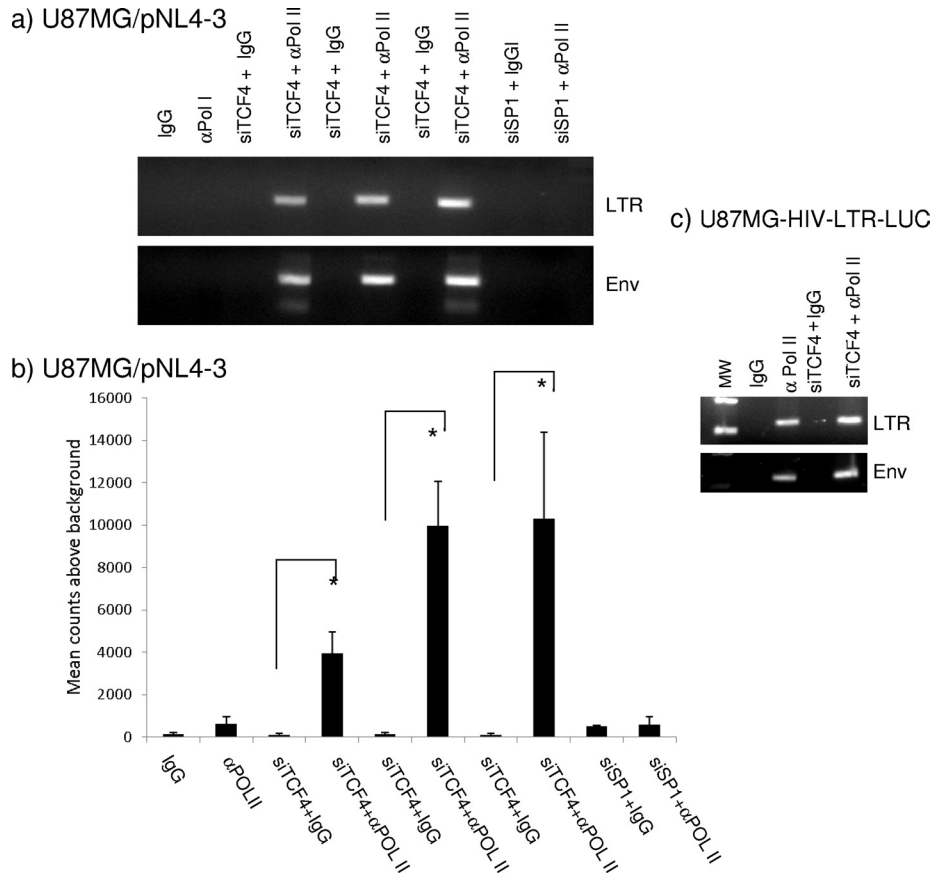 a) U87MG/pNL4-3
IgG
αPol I
siTCF4 + IgG
siTCF4 + αPol II
siTCF4 + IgG
siTCF4 + αPol II
siTCF4 + IgG
siTCF4 + αPol II
siSP1 + IgGI
siSP1 + αPol II
LTR
Env
c) U87MG-HIV-LTR-LUC
MW
IgG
α Pol II
siTCF4 + IgG
siTCF4 + αPol II
LTR
Env
b) U87MG/pNL4-3
Mean counts above background
16000
14000
12000
10000
8000
6000
4000
2000
0
*
*
*
IgG
αPOLII
siTCF4+IgG
siTCF4+αPOL II
siTCF4+IgG
siTCF4+αPOL II
siTCF4+IgG
siTCF4+αPOL II
siSP1+IgG
siSP1+αPOL II